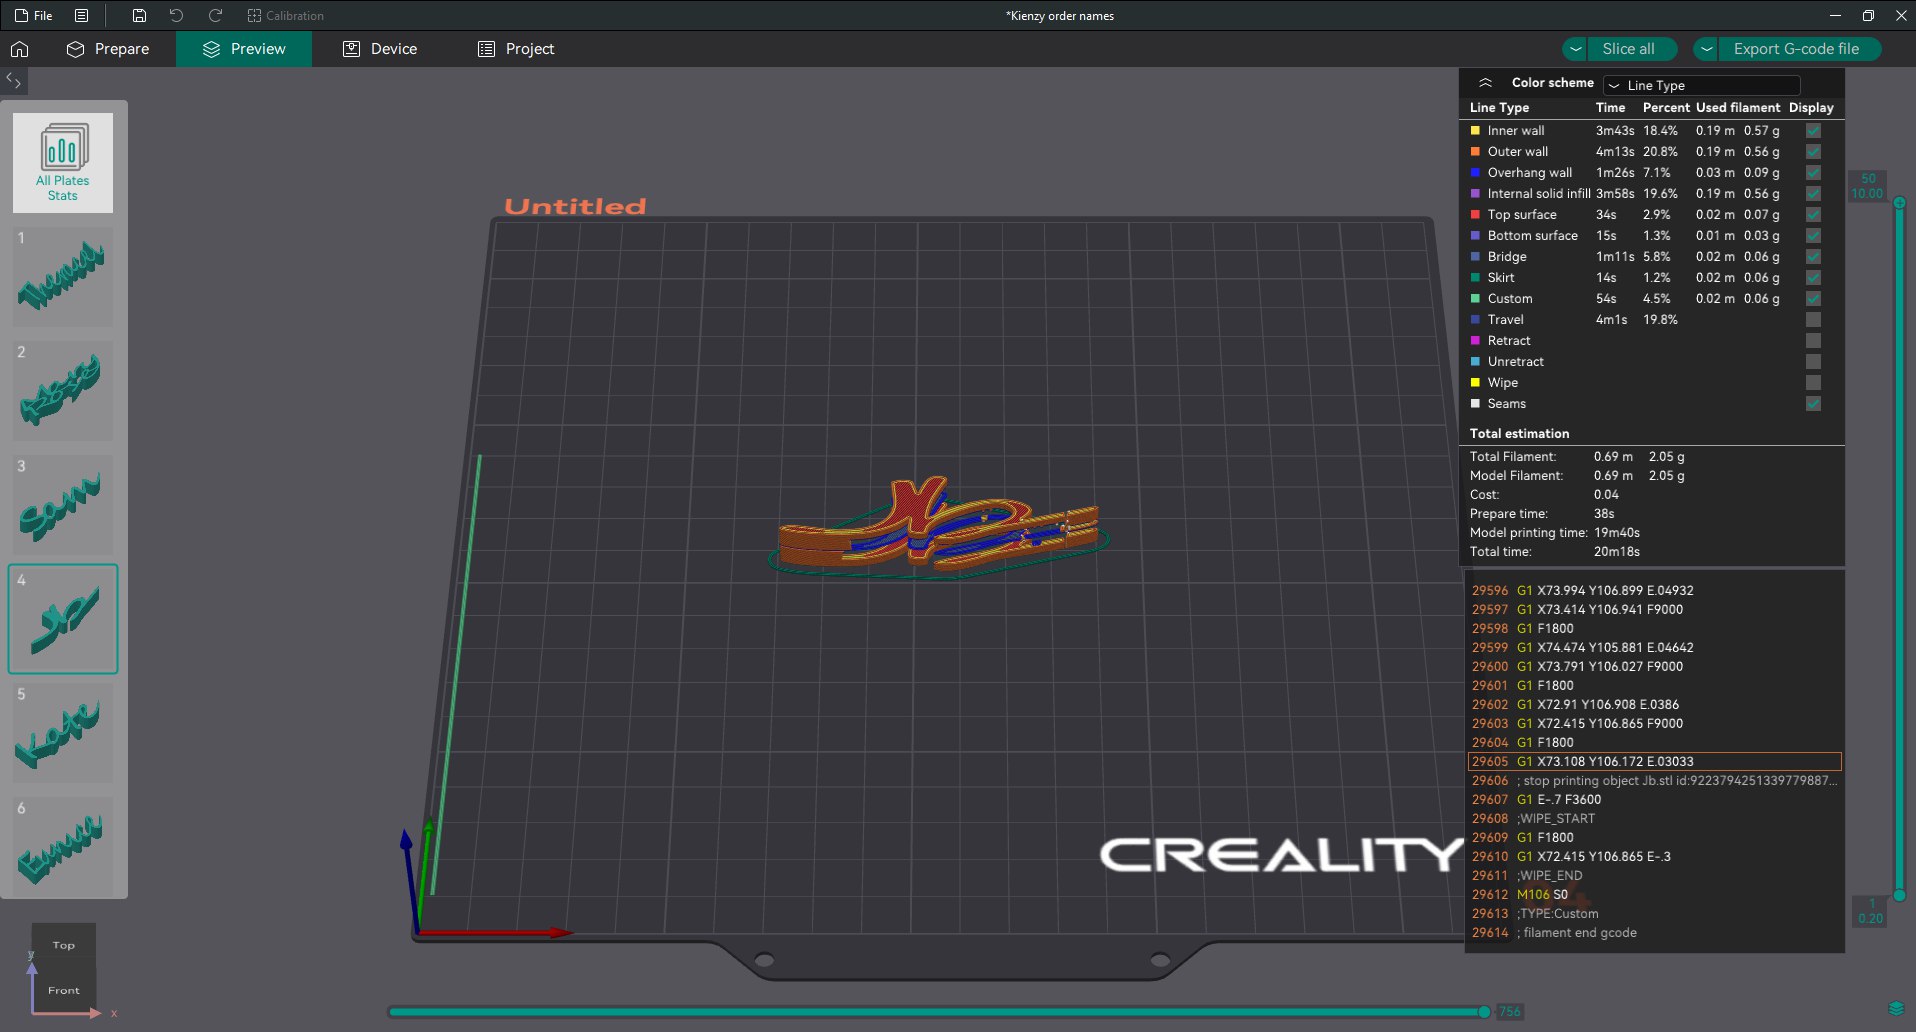 File
Calibration
*Kienzy order names
Prepare
Preview
Device
Project
Slice all
Export G-code file
All Plates
Stats
1
2
3
4
5
6
Untitled
CREALITY
Color scheme
Line Type
Line Type Time Percent Used filament Display
Inner wall 3m43s 18.4% 0.19 m 0.57 g
Outer wall 4m13s 20.8% 0.19 m 0.56 g
Overhang wall 1m26s 7.1% 0.03 m 0.09 g
Internal solid infill 3m58s 19.6% 0.19 m 0.56 g
Top surface 34s 2.9% 0.02 m 0.07 g
Bottom surface 15s 1.3% 0.01 m 0.03 g
Bridge 1m11s 5.8% 0.02 m 0.06 g
Skirt 14s 1.2% 0.02 m 0.06 g
Custom 54s 4.5% 0.02 m 0.06 g
Travel 4m1s 19.8%
Retract
Unretract
Wipe
Seams
Total estimation
Total Filament: 0.69 m 2.05 g
Model Filament: 0.69 m 2.05 g
Cost: 0.04
Prepare time: 38s
Model printing time: 19m40s
Total time: 20m18s
29596 G1 X73.994 Y106.899 E.04932
29597 G1 X73.414 Y106.941 F9000
29598 G1 F1800
29599 G1 X74.474 Y105.881 E.04642
29600 G1 X73.791 Y106.027 F9000
29601 G1 F1800
29602 G1 X72.91 Y106.908 E.0386
29603 G1 X72.415 Y106.865 F9000
29604 G1 F1800
29605 G1 X73.108 Y106.172 E.03033
29606 ; stop printing object Jb.stl id:9223794251339779887...
29607 G1 E-.7 F3600
29608 ;WIPE_START
29609 G1 F1800
29610 G1 X72.415 Y106.865 E-.3
29611 ;WIPE_END
29612 M106 S0
29613 ;TYPE:Custom
29614 ; filament end gcode
04
50
10.00
1
0.20
756
Top
Front
y
x